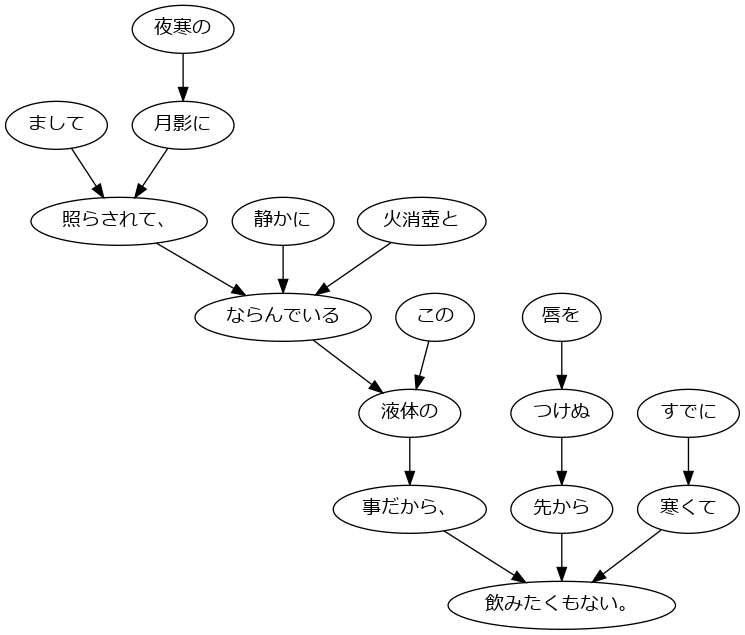 夜寒の
まして
月影に
照らされて、
静かに
火消壺と
ならんでいる
この
唇を
液体の
つけぬ
すでに
事だから、
先から
寒くて
飲みたくもない。